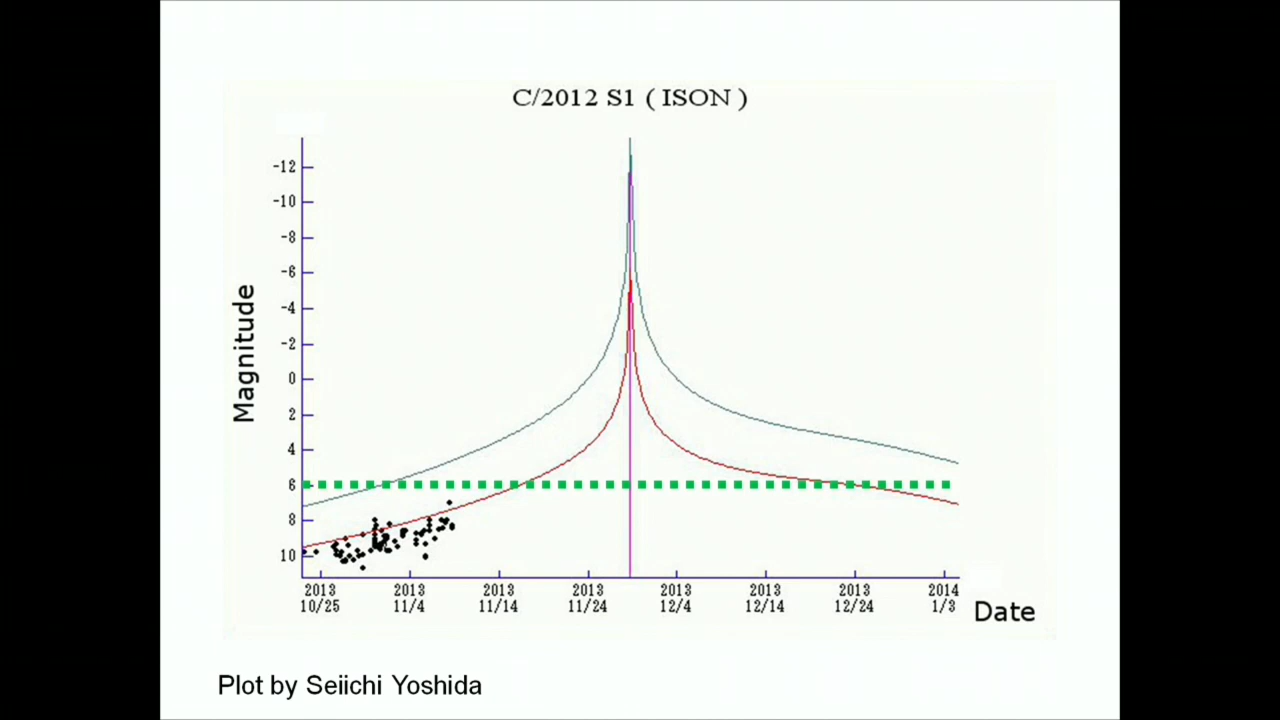 C/2012 S1 ( ISON )
-12
-10
-8
-6
-4
-2
0
2
4
6
8
10
Magnitude
2013 2013 2013 2013 2013 2013 2013 2014
10/25 11/4 11/14 11/24 12/4 12/14 12/24 1/3
Date
Plot by Seiichi Yoshida